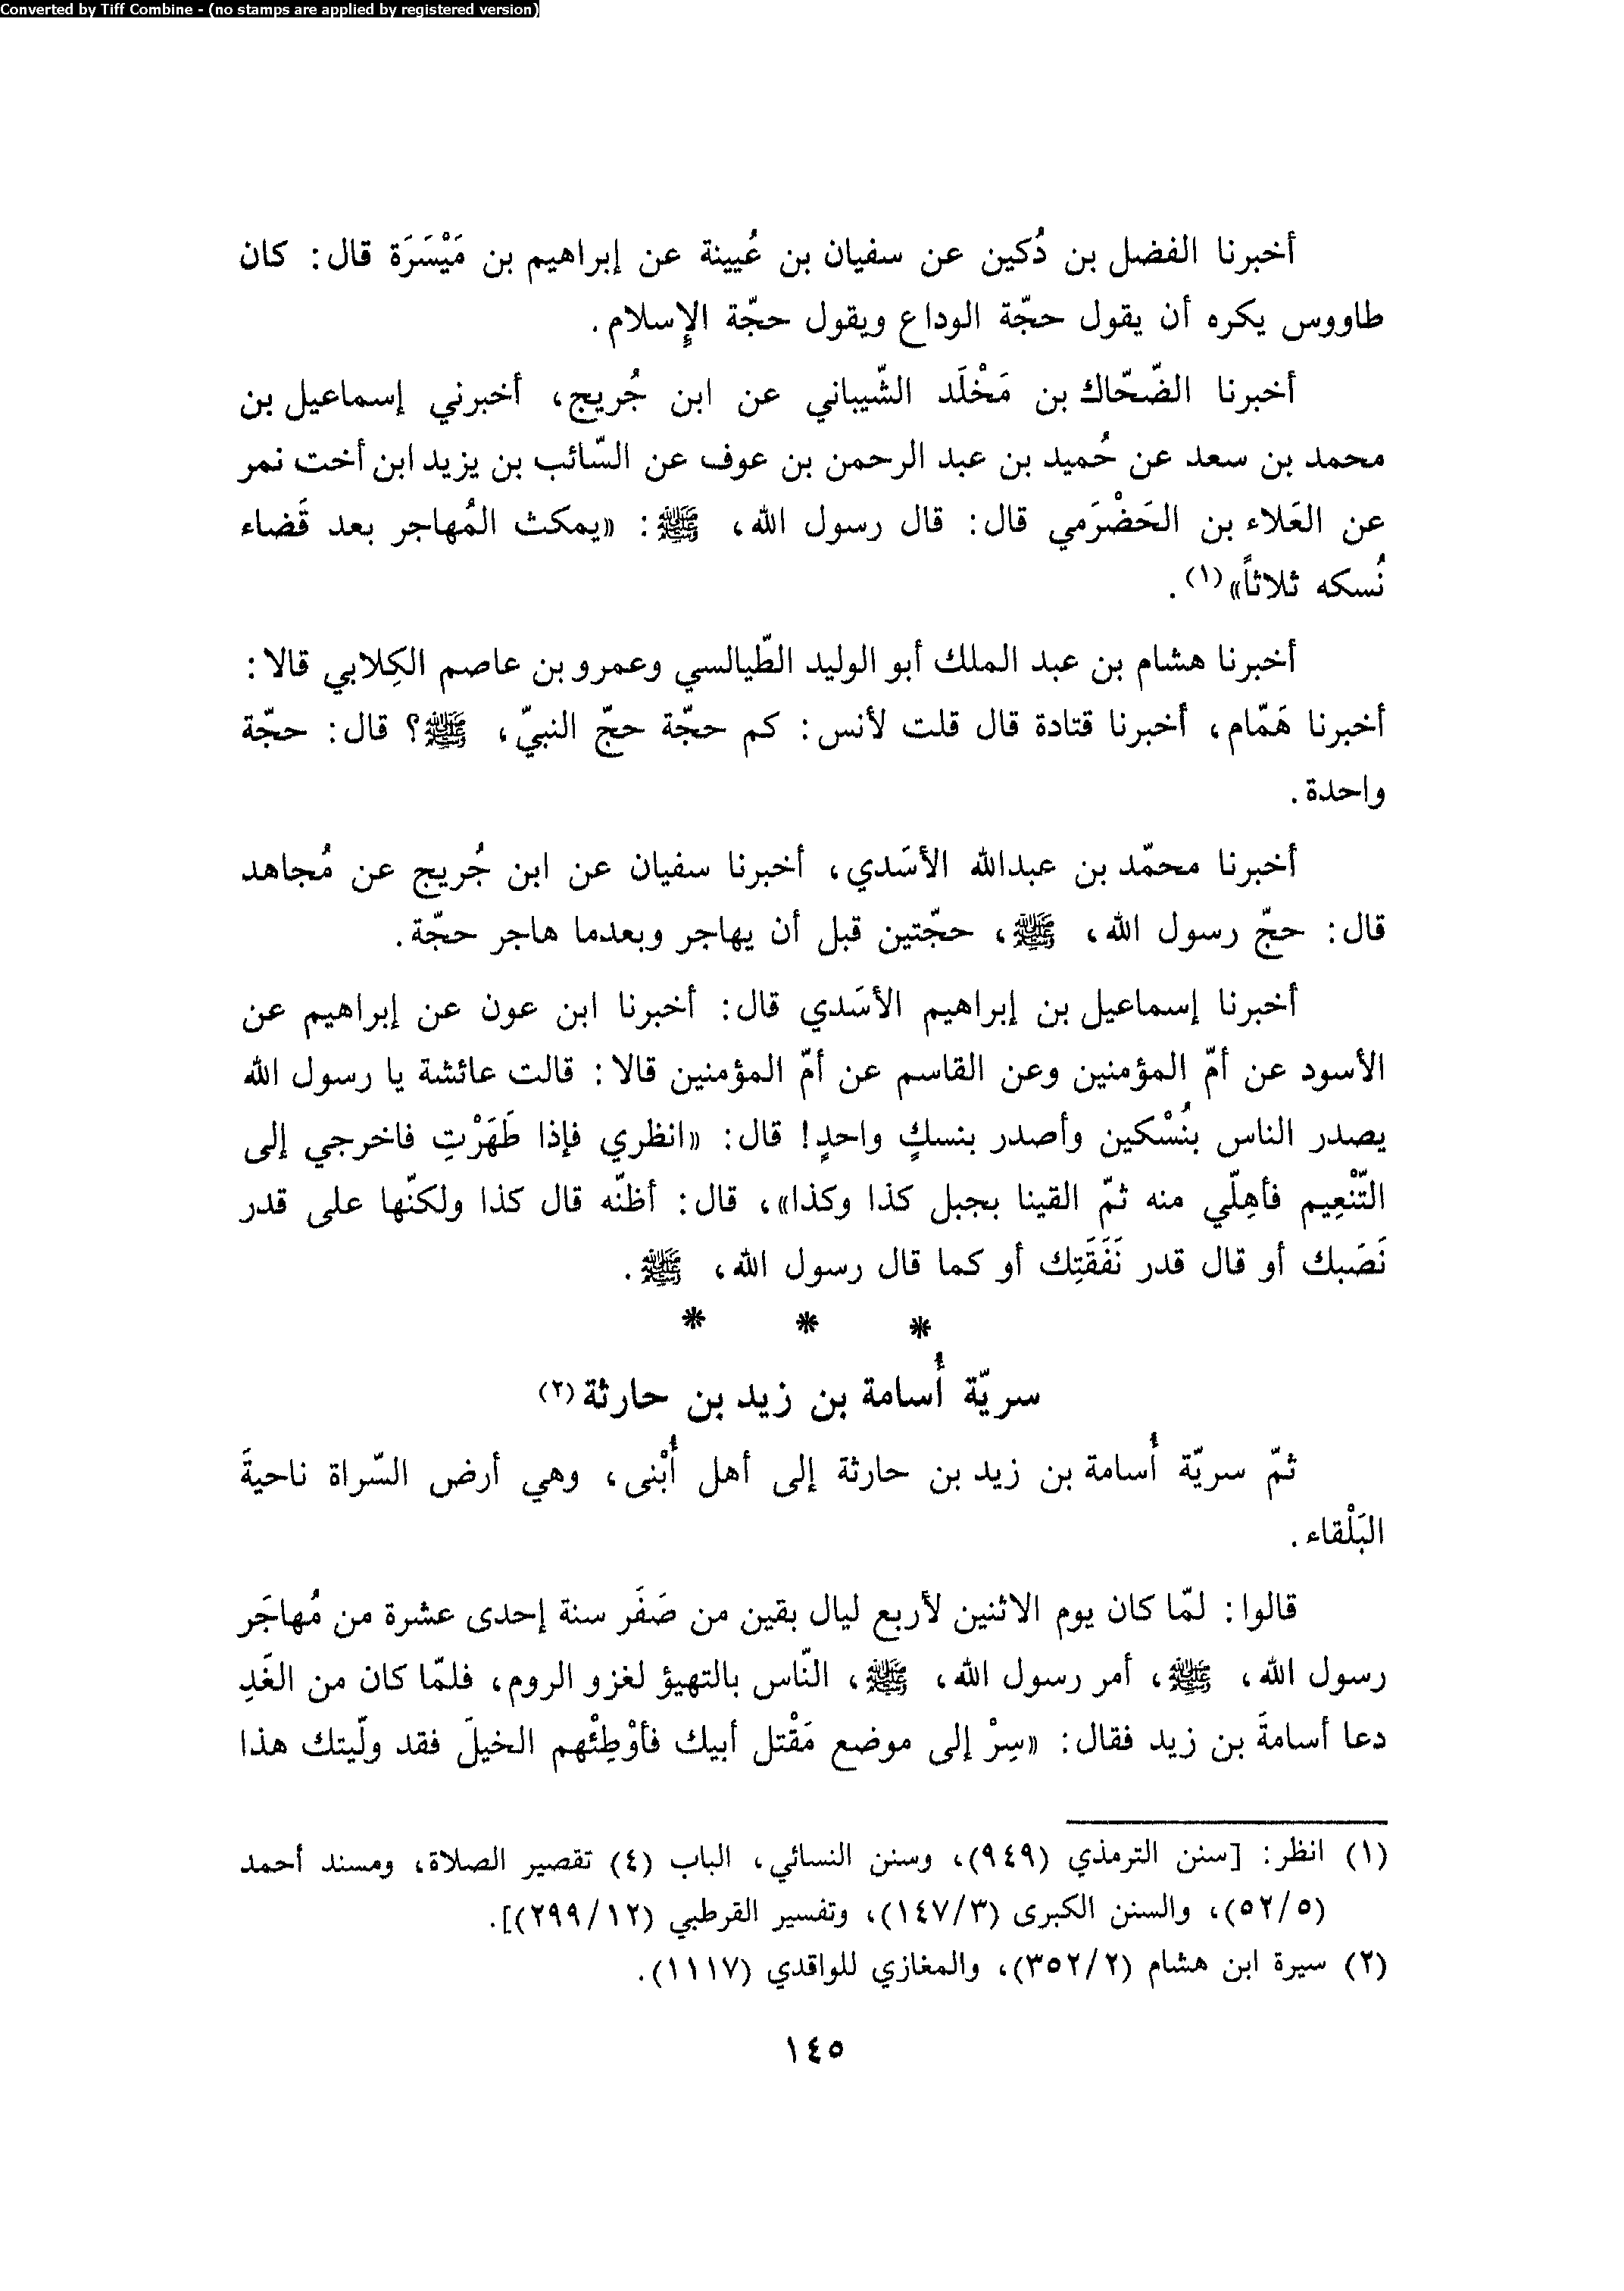 Converted by Tiff Combine - (no stamps are applied by registered version)
أخبرنا الفضل بن دُكين عن سفيان بن عُيينة عن إبراهيم بن مَيْسَرَة قال: كان
طاووس يكره أن يقول حجّة الوداع ويقول حجّة الإِسلام.
أخبرنا الضّحّاك بن مَخْلَد الشّيباني عن ابن جُريج، أخبرني إسماعيل بن
محمد بن سعد عن حُميد بن عبد الرحمن بن عوف عن السّائب بن يزيد ابن أخت نمر
عن العَلاء بن الحَضْرَمي قال: قال رسول الله، ﷺ: «يمكث المُهاجر بعد قَضاء
نُسكه ثلاثاً»(١).
أخبرنا هشام بن عبد الملك أبو الوليد الطّيالسي وعمرو بن عاصم الكِلابي قالا:
أخبرنا هَمّام، أخبرنا قتادة قال قلت لأنس: كم حجّة حجّ النبيّ، ﷺ؟ قال: حجّة
واحدة.
أخبرنا محمّد بن عبدالله الأسَدي، أخبرنا سفيان عن ابن جُريج عن مُجاهد
قال: حجّ رسول الله، ﷺ، حجّتين قبل أن يهاجر وبعدما هاجر حجّة.
أخبرنا إسماعيل بن إبراهيم الأسَدي قال: أخبرنا ابن عون عن إبراهيم عن
الأسود عن أمّ المؤمنين وعن القاسم عن أمّ المؤمنين قالا: قالت عائشة يا رسول الله
يصدر الناس بنُسْكين وأصدر بنسكٍ واحدٍ! قال: «انظري فإذا طَهَرْتِ فاخرجي إلى
التّنْعِيم فأهِلّي منه ثمّ القينا بجبل كذا وكذا»، قال: أظنّه قال كذا ولكنّها على قدر
نَصَبك أو قال قدر نَفَقَتِك أو كما قال رسول الله، ﷺ.
* * *
سريّة أُسامة بن زيد بن حارثة (٢)
ثمّ سريّة أُسامة بن زيد بن حارثة إلى أهل أُبْنى، وهي أرض السّراة ناحيةَ
البَلْقاء.
قالوا: لمّا كان يوم الاثنين لأربع ليال بقين من صَفَر سنة إحدى عشرة من مُهاجَر
رسول الله، ﷺ، أمر رسول الله، ﷺ، النّاس بالتهيؤ لغزو الروم، فلمّا كان من الغَدِ
دعا أسامةَ بن زيد فقال: «سِرْ إلى موضع مَقْتل أبيك فأوْطِئْهم الخيلَ فقد ولّيتك هذا
(١) انظر: [سنن الترمذي (٩٤٩)، وسنن النسائي، الباب (٤) تقصير الصلاة، ومسند أحمد
(٥٢/٥)، والسنن الكبرى (١٤٧/٣)، وتفسير القرطبي (٢٩٩/١٢)].
(٢) سيرة ابن هشام (٣٥٢/٢)، والمغازي للواقدي (١١١٧).
١٤٥